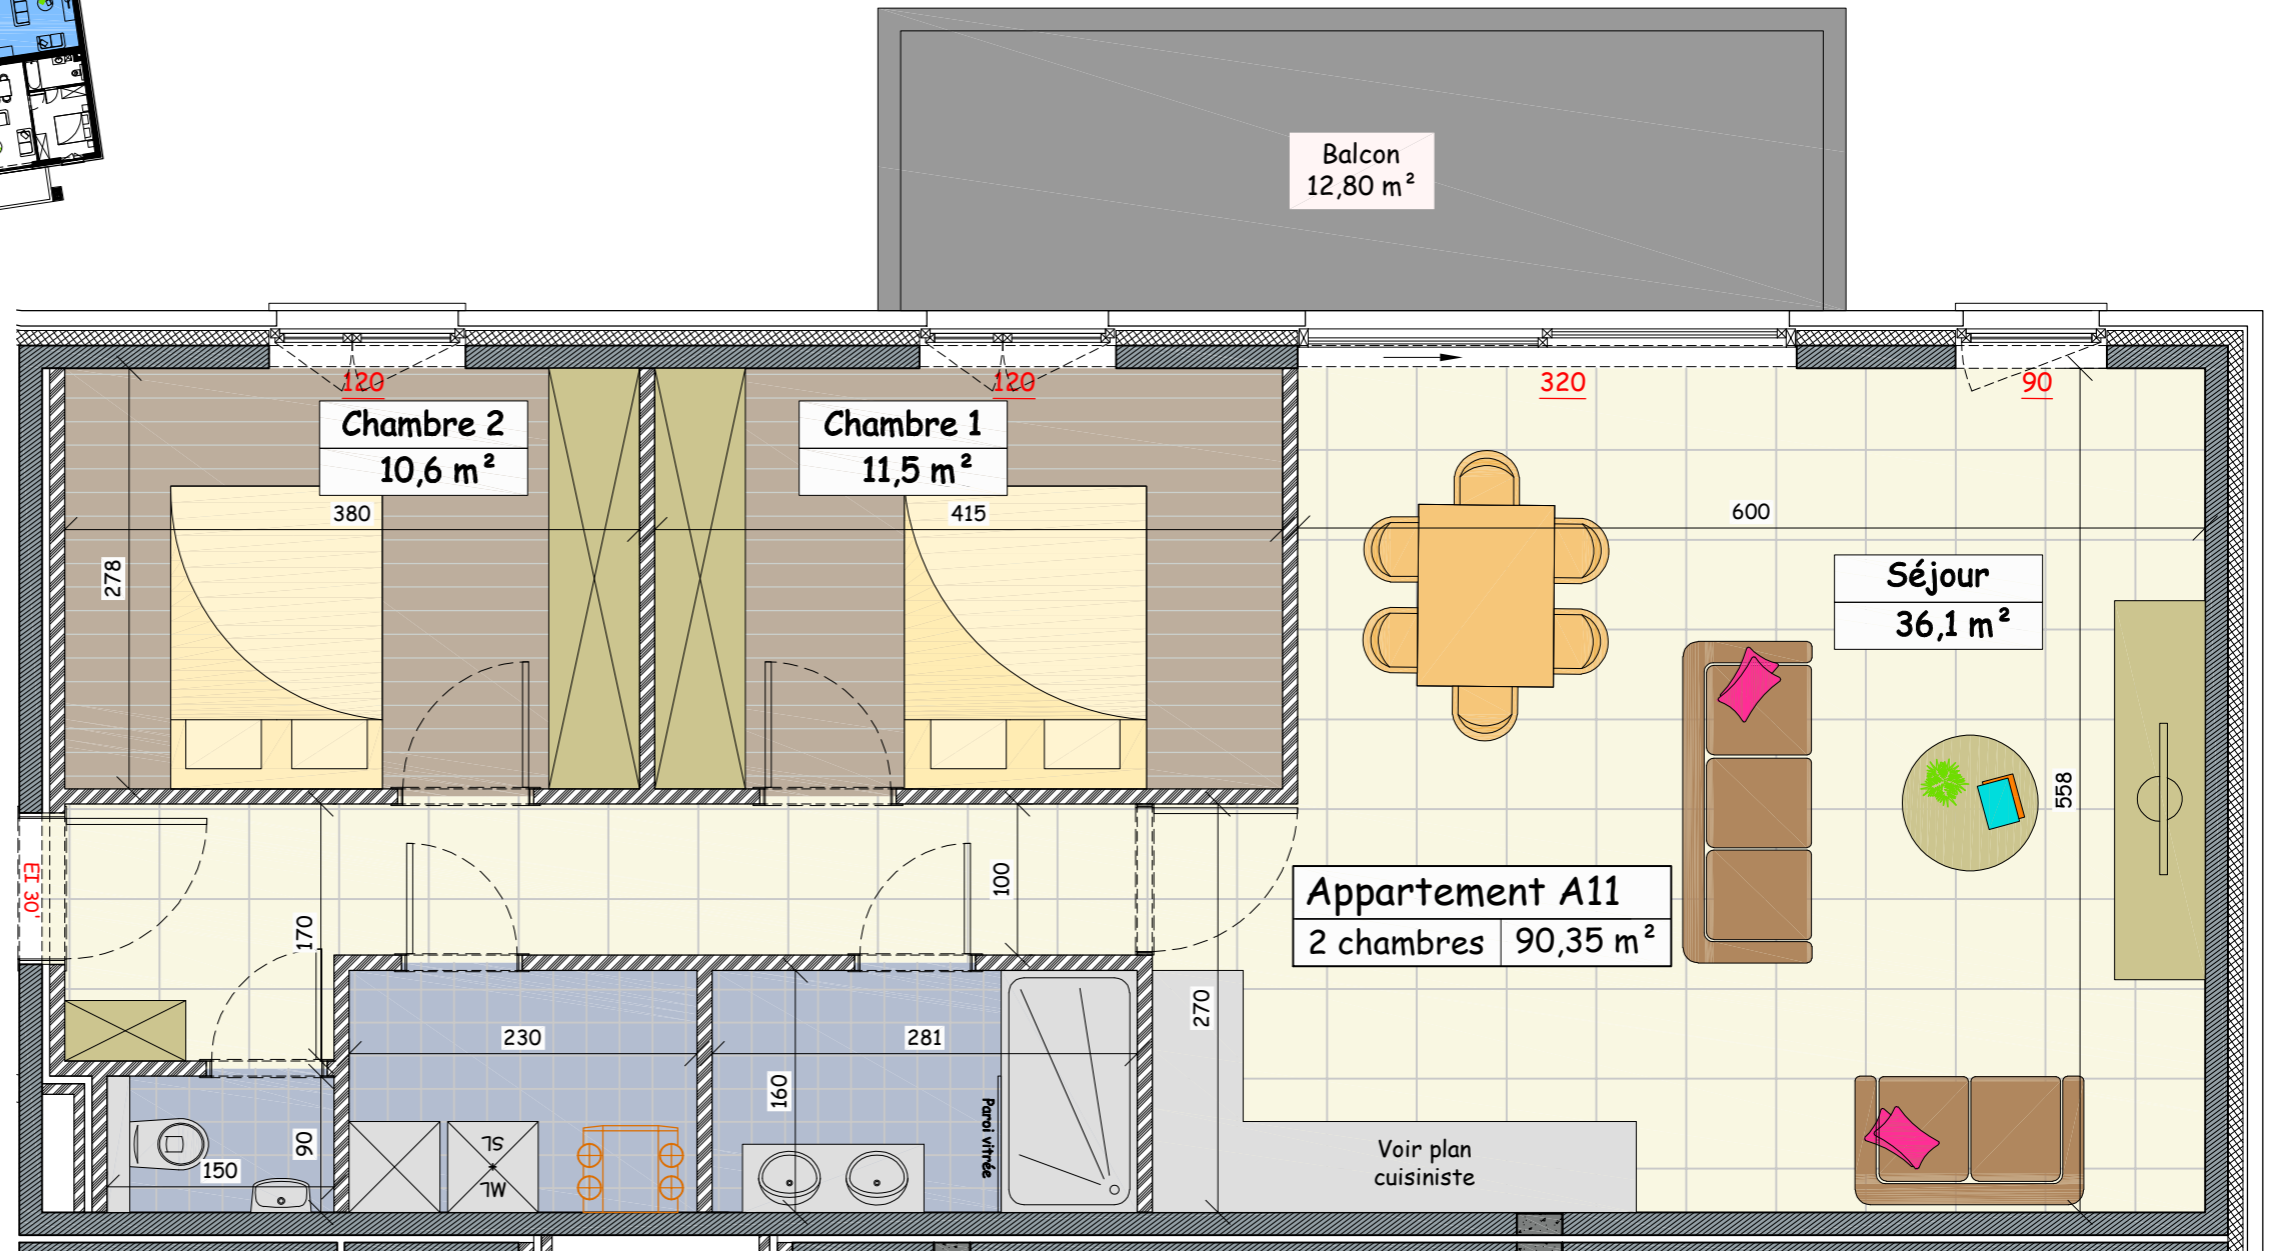 Balcon
12,80 m²
120
120
320
90
Chambre 2
10,6 m²
Chambre 1
11,5 m²
380
415
600
278
Séjour
36,1 m²
558
EI 30'
100
170
Appartement A11
2 chambres 90,35 m²
270
230
281
160
90
150
SL
ML
Paroi vitrée
Voir plan
cuisiniste